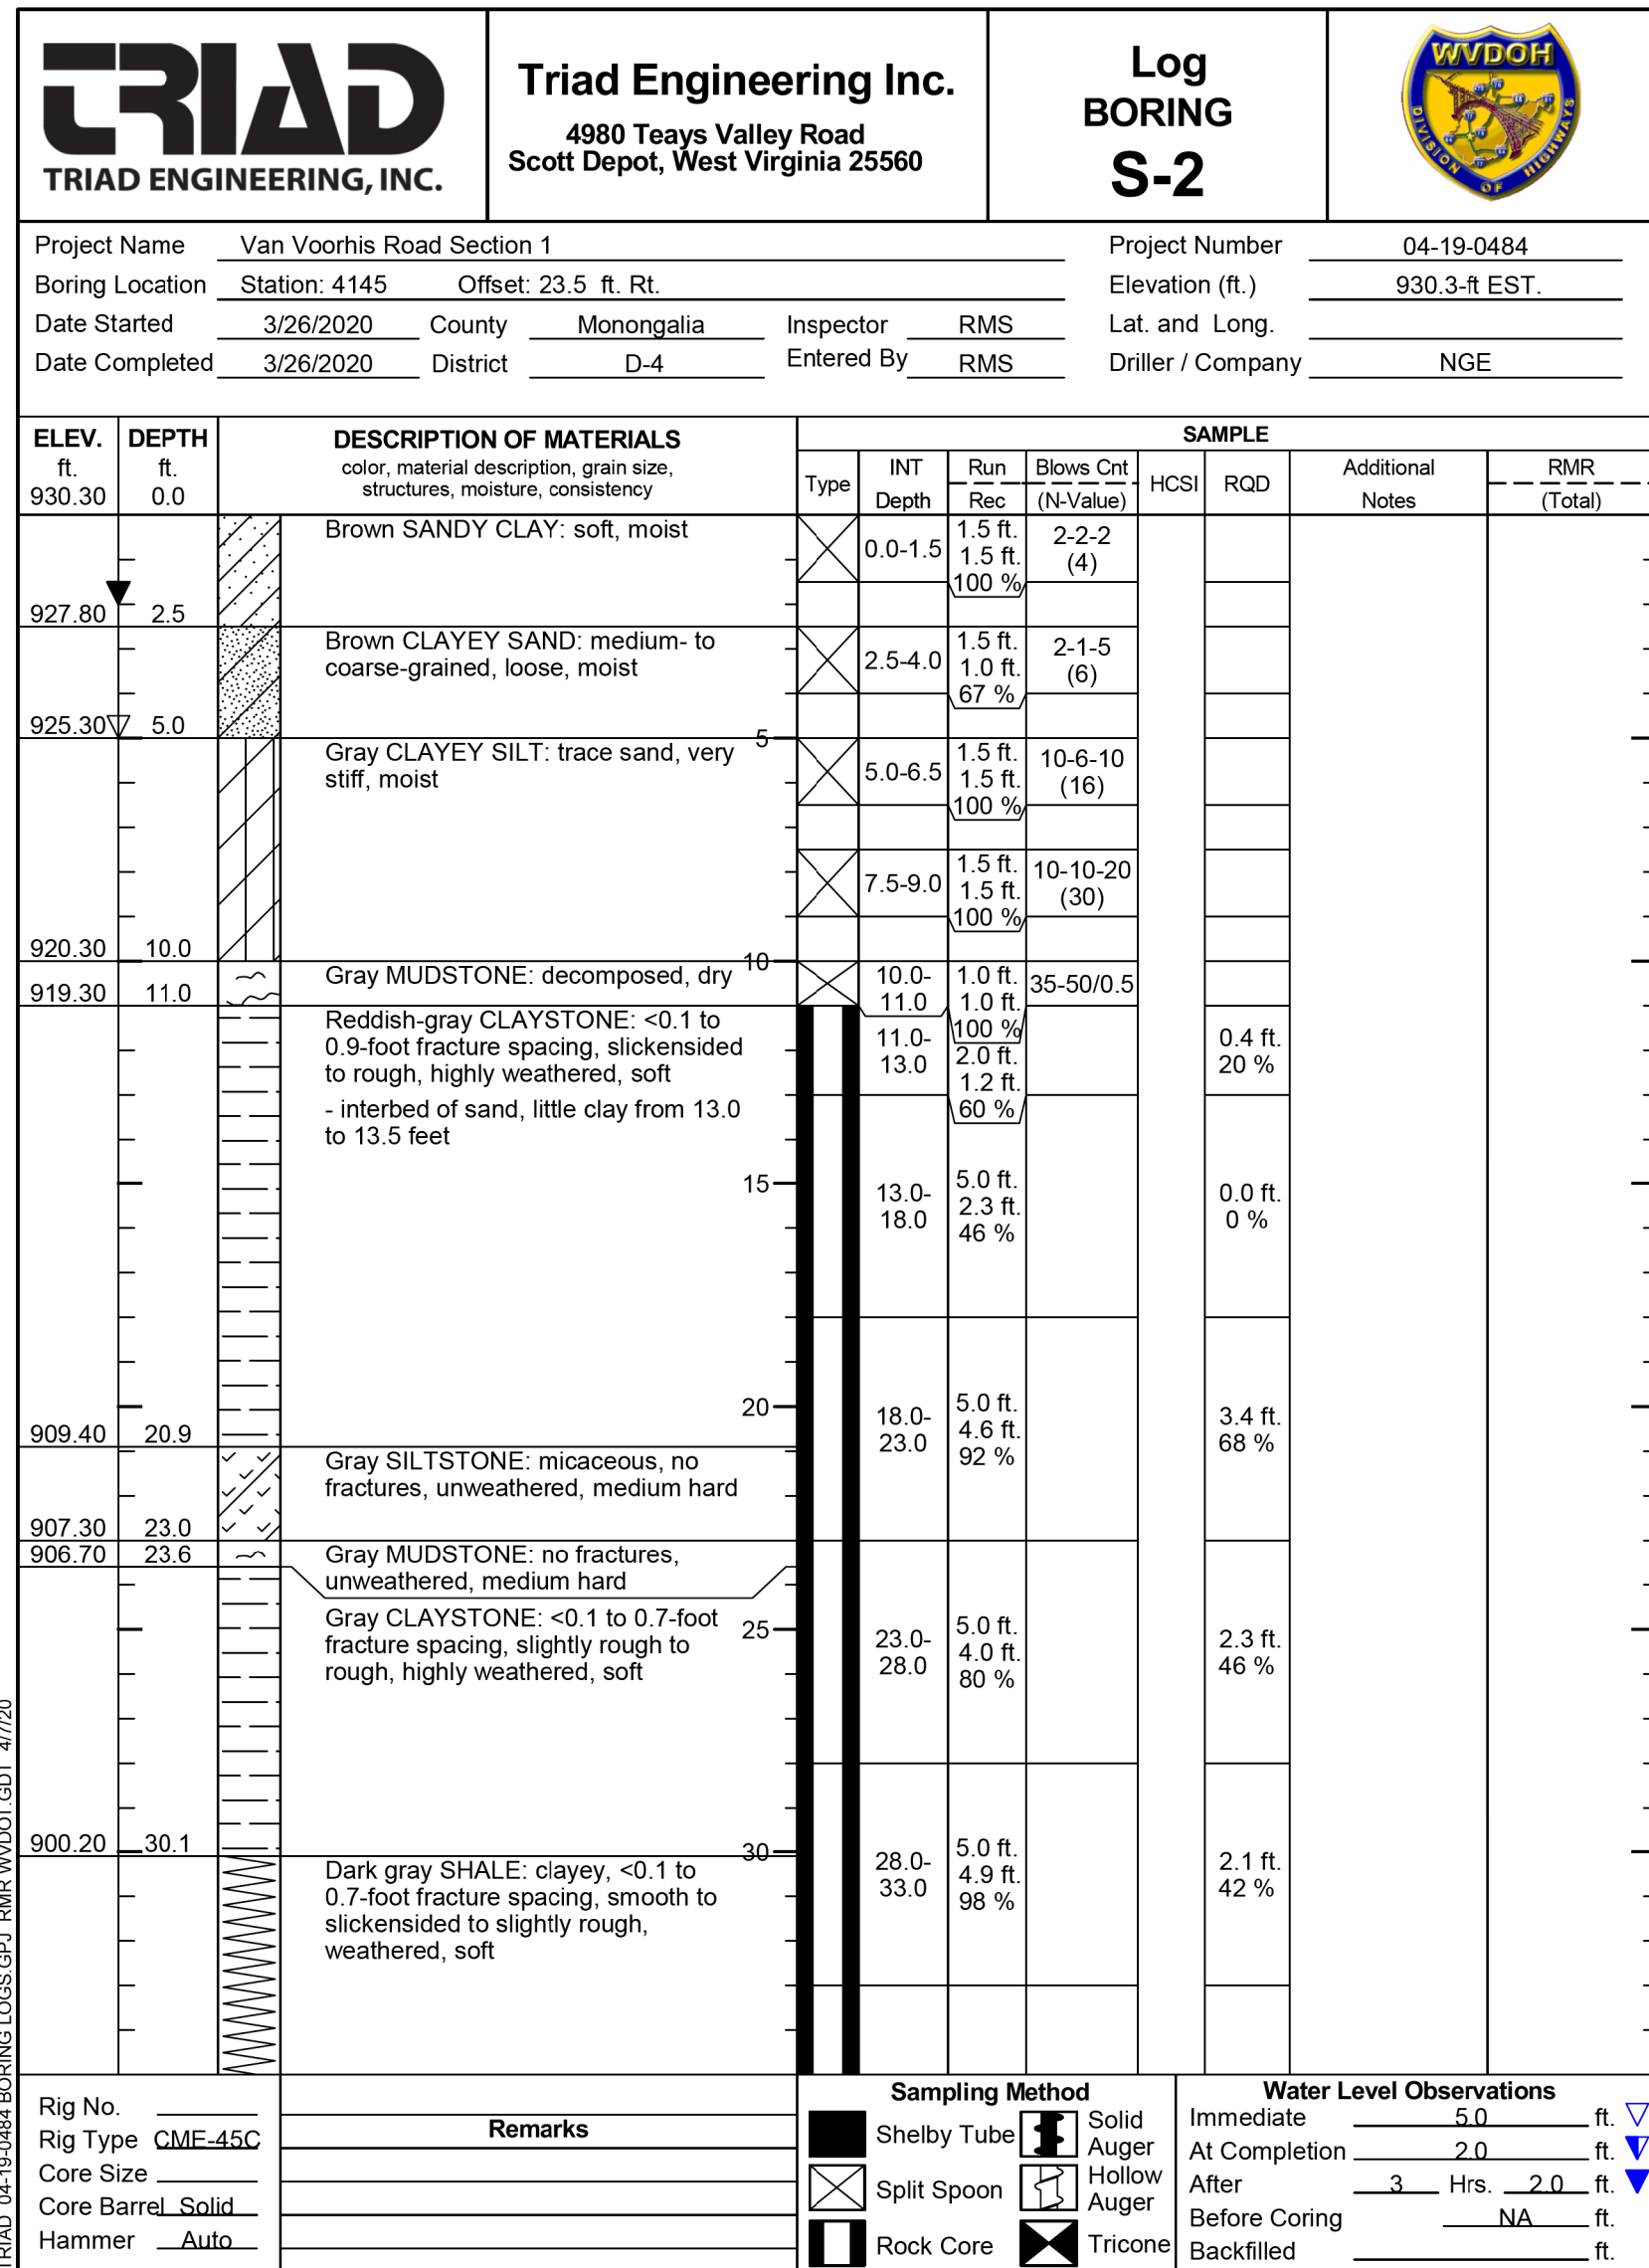 TRIAD
TRIAD ENGINEERING, INC.
Triad Engineering Inc.
4980 Teays Valley Road
Scott Depot, West Virginia 25560
Log
BORING
S-2
WVDOH
DIVISION OF HIGHWAYS
Project Name Van Voorhis Road Section 1 Project Number 04-19-0484
Boring Location Station: 4145 Offset: 23.5 ft. Rt. Elevation (ft.) 930.3-ft EST.
Date Started 3/26/2020 County Monongalia Inspector RMS Lat. and Long.
Date Completed 3/26/2020 District D-4 Entered By RMS Driller / Company NGE
ELEV. DEPTH DESCRIPTION OF MATERIALS SAMPLE
ft. ft. color, material description, grain size,
930.30 0.0 structures, moisture, consistency
Type INT Run Blows Cnt HCSI RQD Additional RMR
Depth Rec (N-Value) Notes (Total)
Brown SANDY CLAY: soft, moist
0.0-1.5 1.5 ft. 2-2-2
1.5 ft. (4)
100 %
927.80 2.5
Brown CLAYEY SAND: medium- to
coarse-grained, loose, moist
2.5-4.0 1.5 ft. 2-1-5
1.0 ft. (6)
67 %
925.30 5.0
5
Gray CLAYEY SILT: trace sand, very
stiff, moist
5.0-6.5 1.5 ft. 10-6-10
1.5 ft. (16)
100 %
7.5-9.0 1.5 ft. 10-10-20
1.5 ft. (30)
100 %
920.30 10.0
10
Gray MUDSTONE: decomposed, dry
10.0-
11.0
1.0 ft. 35-50/0.5
1.0 ft.
100 %
919.30 11.0
Reddish-gray CLAYSTONE: <0.1 to
0.9-foot fracture spacing, slickensided
to rough, highly weathered, soft
- interbed of sand, little clay from 13.0
to 13.5 feet
11.0-
13.0
2.0 ft.
1.2 ft.
60 %
0.4 ft.
20 %
15
13.0-
18.0
5.0 ft.
2.3 ft.
46 %
0.0 ft.
0 %
20
18.0-
23.0
5.0 ft.
4.6 ft.
92 %
3.4 ft.
68 %
909.40 20.9
Gray SILTSTONE: micaceous, no
fractures, unweathered, medium hard
907.30 23.0
906.70 23.6
Gray MUDSTONE: no fractures,
unweathered, medium hard
Gray CLAYSTONE: <0.1 to 0.7-foot
fracture spacing, slightly rough to
rough, highly weathered, soft
25
23.0-
28.0
5.0 ft.
4.0 ft.
80 %
2.3 ft.
46 %
900.20 30.1
30
Dark gray SHALE: clayey, <0.1 to
0.7-foot fracture spacing, smooth to
slickensided to slightly rough,
weathered, soft
28.0-
33.0
5.0 ft.
4.9 ft.
98 %
2.1 ft.
42 %
TRIAD 04-19-0484 BORING LOGS.GPJ RMR WVDOT.GDT 4/7/20
Rig No.
Rig Type CME-45C
Core Size
Core Barrel Solid
Hammer Auto
Remarks
Sampling Method
Shelby Tube Solid
Auger
Split Spoon Hollow
Auger
Rock Core Tricone
Water Level Observations
Immediate 5.0 ft.
At Completion 2.0 ft.
After 3 Hrs. 2.0 ft.
Before Coring NA ft.
Backfilled ft.